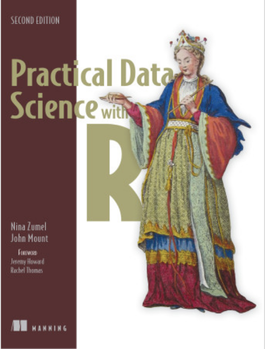 SECOND EDITION
Practical Data
Science with
R
Nina Zumel
John Mount
FOREWORD
Jeremy Howard
Rachel Thomas
MANNING